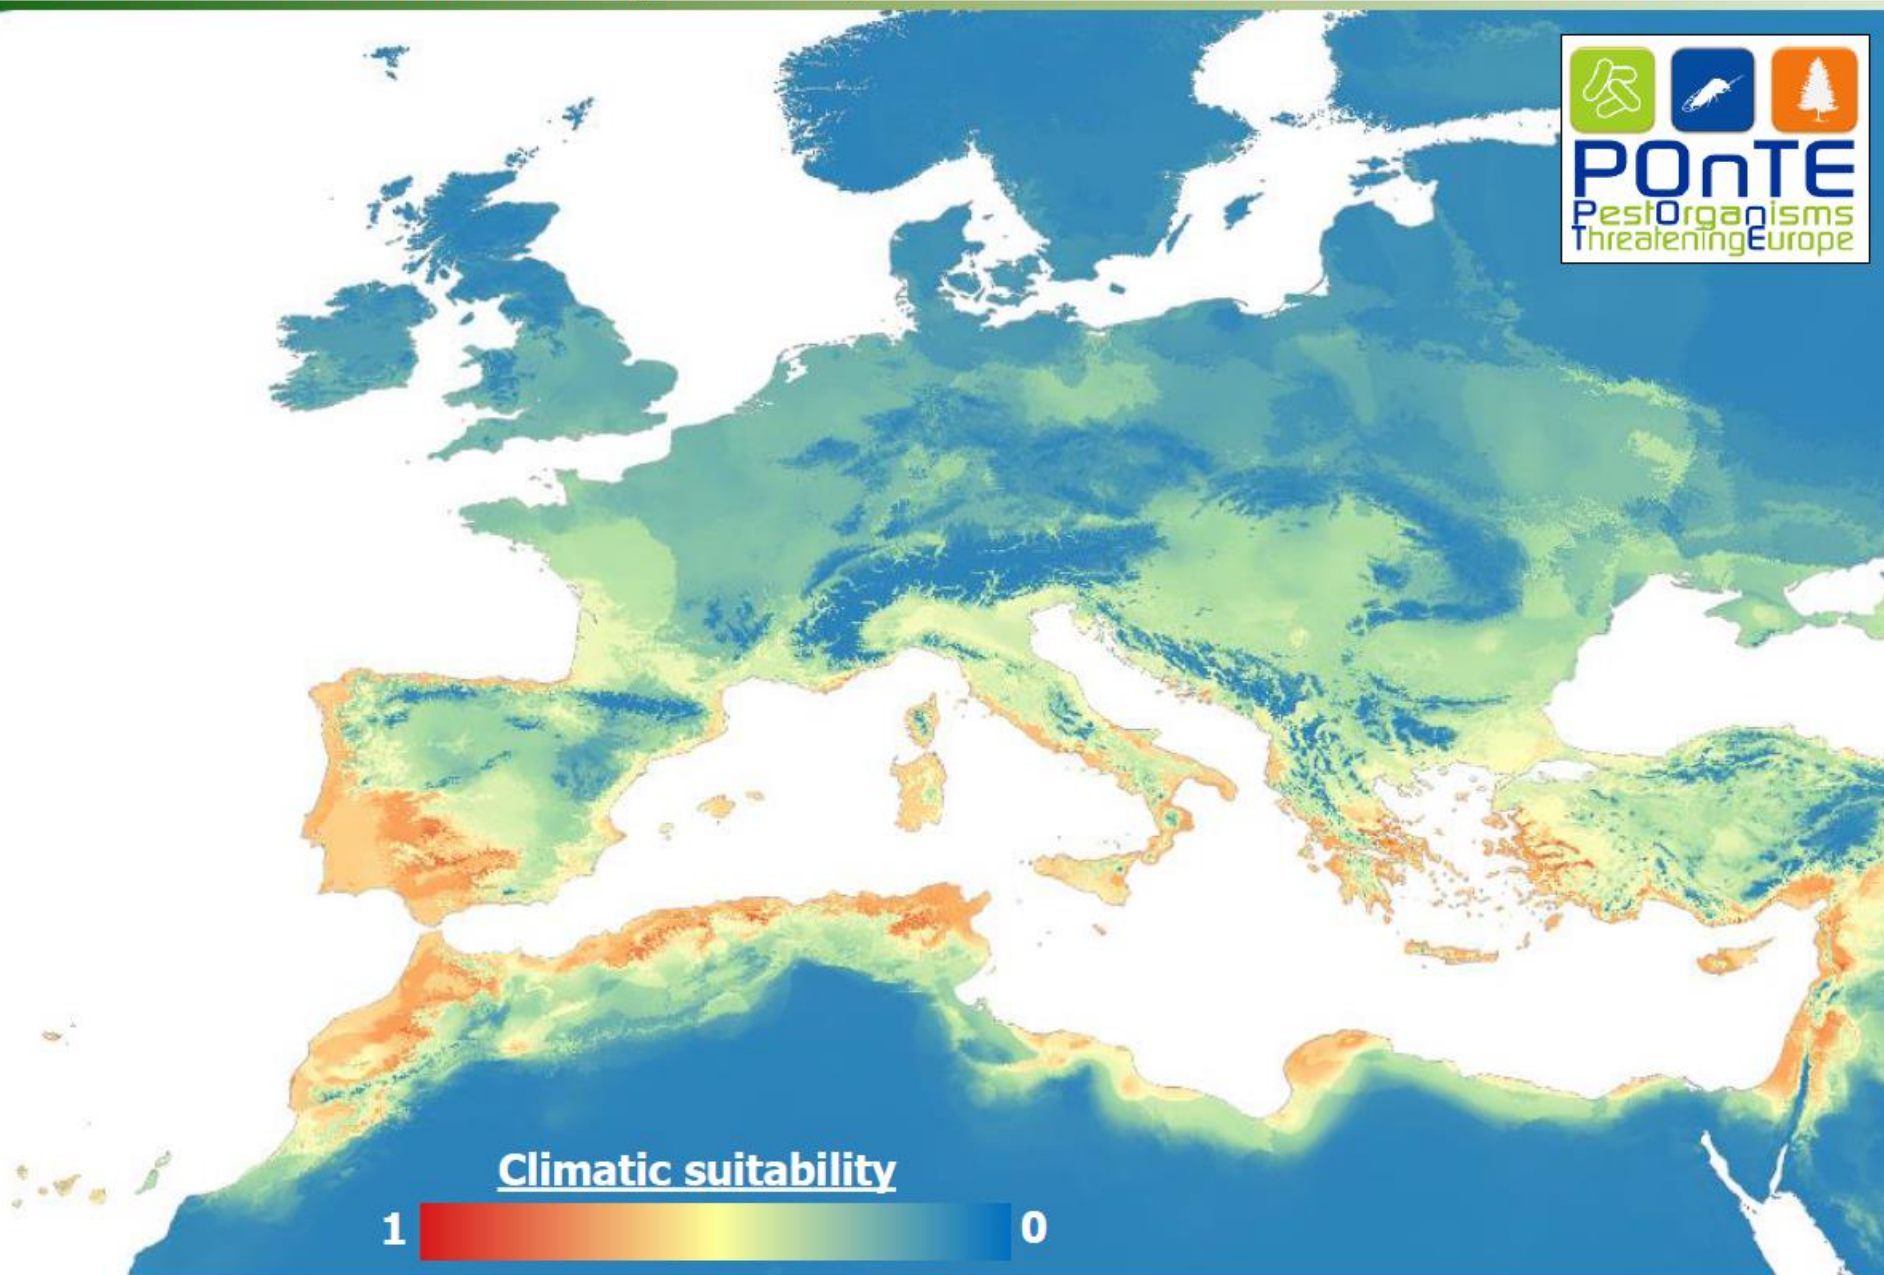 POnTE
PestOrganisms
ThreateningEurope
Climatic suitability
1
0